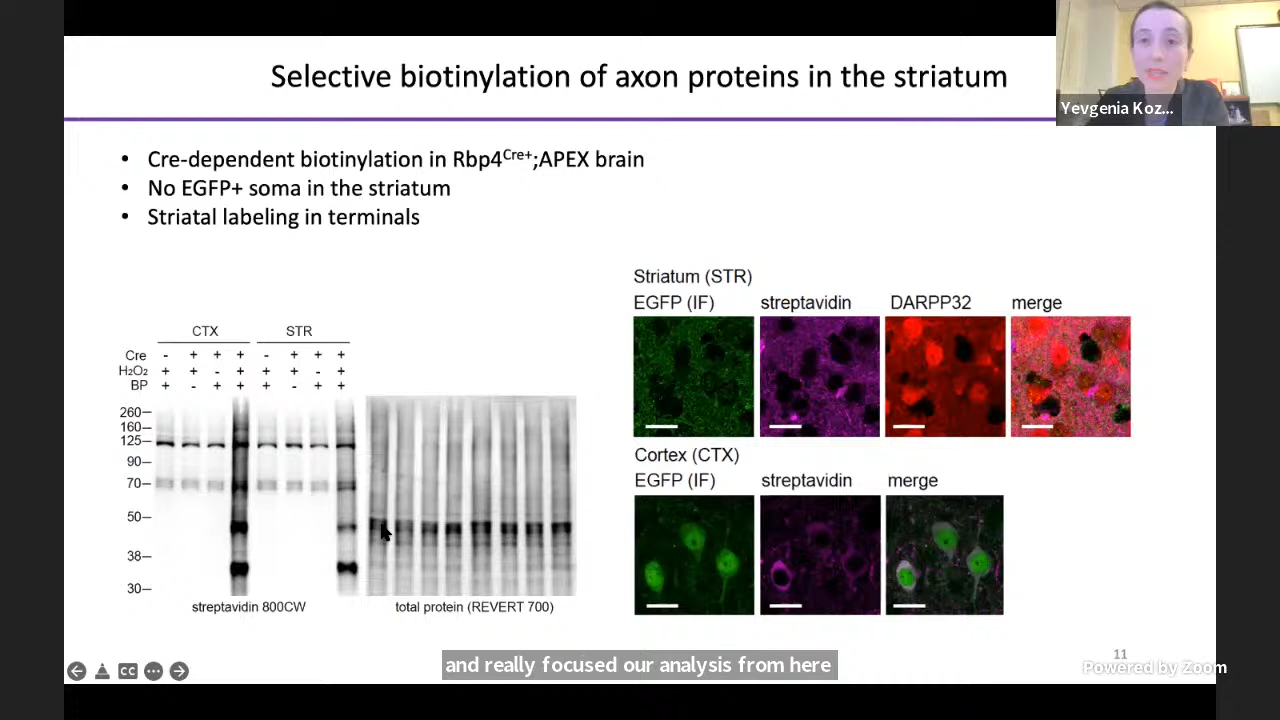 Selective biotinylation of axon proteins in the striatum
Yevgenia Koz...
• Cre-dependent biotinylation in Rbp4Cre+;APEX brain
• No EGFP+ soma in the striatum
• Striatal labeling in terminals
CTX STR
Cre - + + + - + + +
H₂O₂ + + - + + + - +
BP + - + + + - + +
260
160
125
90
70
50
38
30
streptavidin 800CW
total protein (REVERT 700)
Striatum (STR)
EGFP (IF) streptavidin DARPP32 merge
Cortex (CTX)
EGFP (IF) streptavidin merge
and really focused our analysis from here
11
Powered by Zoom
CC